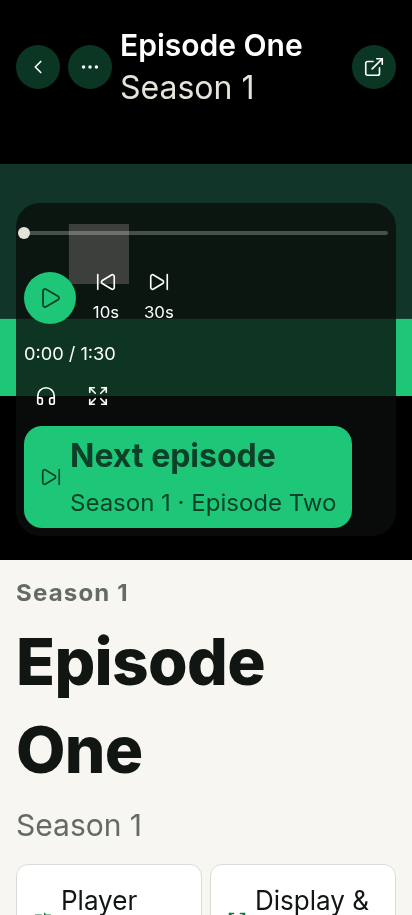 Episode One
Season 1
10s
30s
0:00 / 1:30
Next episode
Season 1 · Episode Two
Season 1
Episode
One
Season 1
Player
Display &